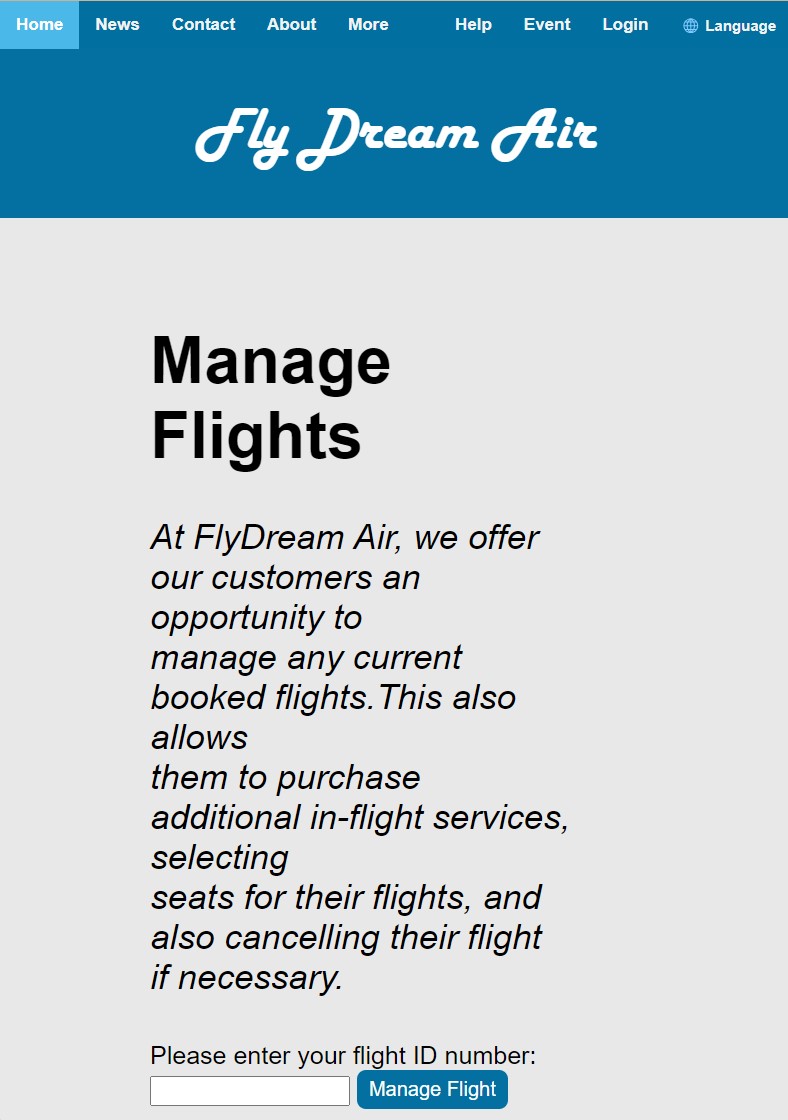 Home News Contact About More Help Event Login Language
Fly Dream Air
Manage
Flights
At FlyDream Air, we offer
our customers an
opportunity to
manage any current
booked flights.This also
allows
them to purchase
additional in-flight services,
selecting
seats for their flights, and
also cancelling their flight
if necessary.
Please enter your flight ID number:
Manage Flight